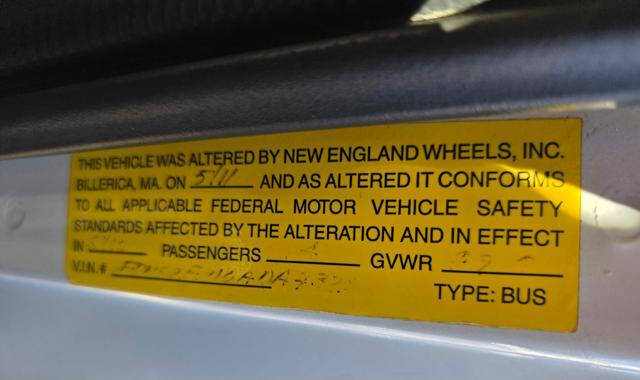 THIS VEHICLE WAS ALTERED BY NEW ENGLAND WHEELS, INC.
BILLERICA, MA. ON 5/11 AND AS ALTERED IT CONFORMS
TO ALL APPLICABLE FEDERAL MOTOR VEHICLE SAFETY
STANDARDS AFFECTED BY THE ALTERATION AND IN EFFECT
IN PASSENGERS GVWR
V.I.N.#
TYPE: BUS